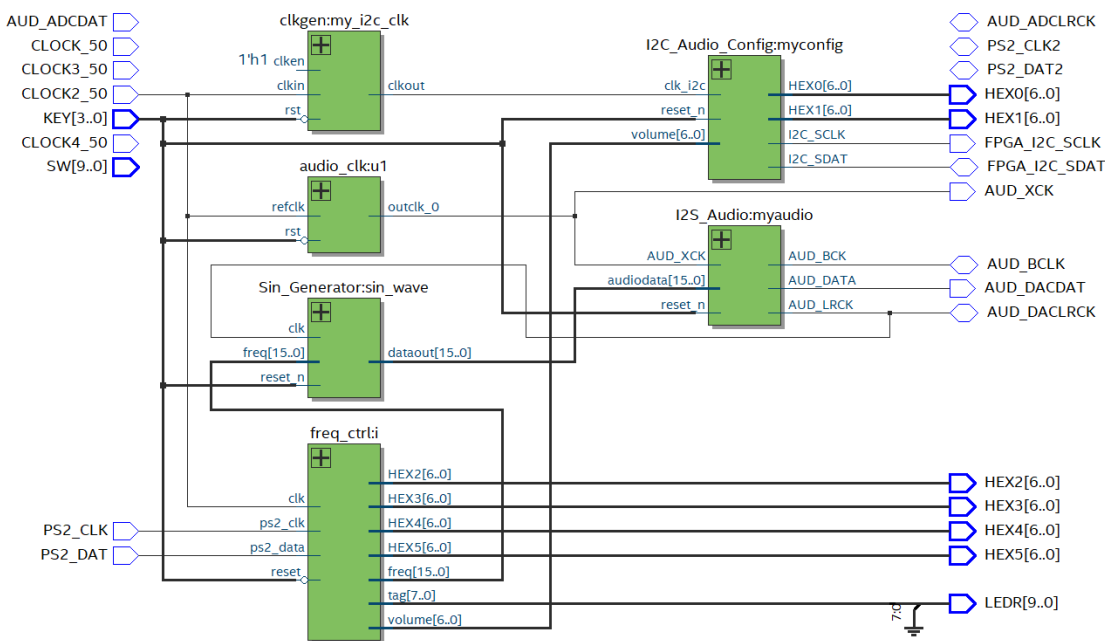 AUD_ADCDAT
CLOCK_50
CLOCK3_50
CLOCK2_50
KEY[3..0]
CLOCK4_50
SW[9..0]
clkgen:my_i2c_clk
1'h1 clken
clkin
rst
clkout
audio_clk:u1
refclk
rst
outclk_0
Sin_Generator:sin_wave
clk
freq[15..0]
reset_n
dataout[15..0]
freq_ctrl:i
clk
ps2_clk
ps2_data
reset
HEX2[6..0]
HEX3[6..0]
HEX4[6..0]
HEX5[6..0]
freq[15..0]
tag[7..0]
volume[6..0]
PS2_CLK
PS2_DAT
I2C_Audio_Config:myconfig
clk_i2c
reset_n
volume[6..0]
HEX0[6..0]
HEX1[6..0]
I2C_SCLK
I2C_SDAT
I2S_Audio:myaudio
AUD_XCK
audiodata[15..0]
reset_n
AUD_BCK
AUD_DATA
AUD_LRCK
AUD_ADCLRCK
PS2_CLK2
PS2_DAT2
HEX0[6..0]
HEX1[6..0]
FPGA_I2C_SCLK
FPGA_I2C_SDAT
AUD_XCK
AUD_BCLK
AUD_DACDAT
AUD_DACLRCK
HEX2[6..0]
HEX3[6..0]
HEX4[6..0]
HEX5[6..0]
LEDR[9..0]